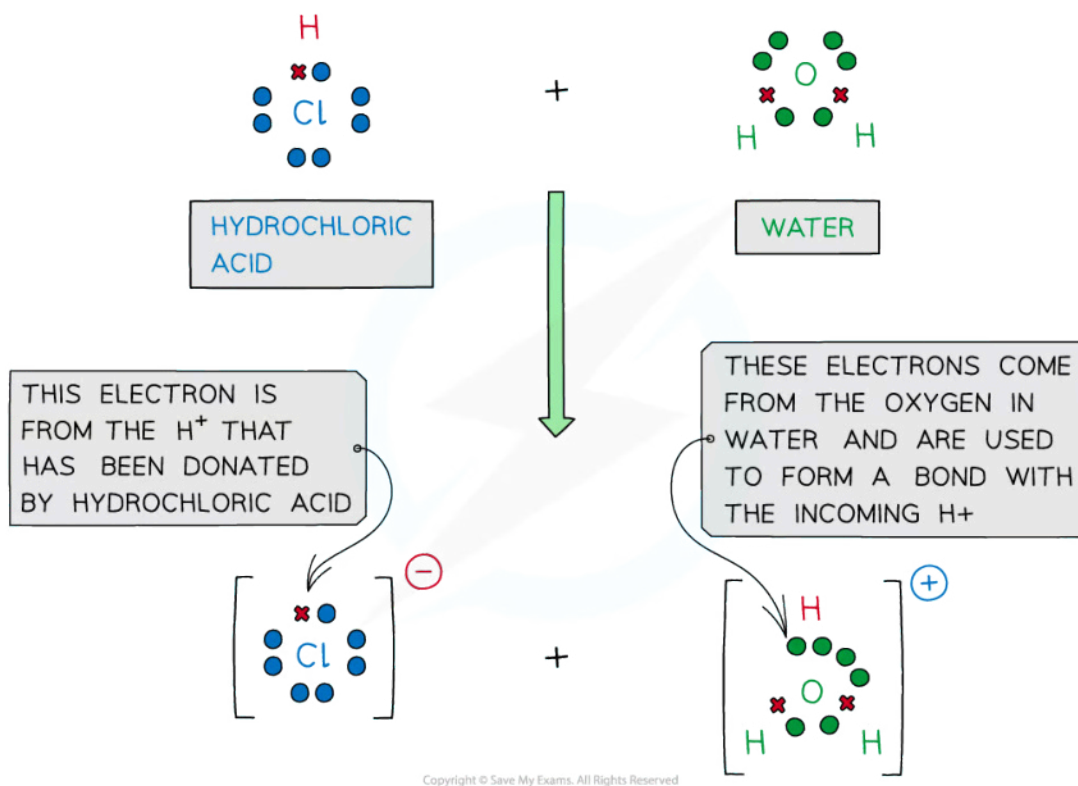 H
Cl
+
O
H H
HYDROCHLORIC
ACID
WATER
THIS ELECTRON IS
FROM THE H⁺ THAT
HAS BEEN DONATED
BY HYDROCHLORIC ACID
THESE ELECTRONS COME
FROM THE OXYGEN IN
WATER AND ARE USED
TO FORM A BOND WITH
THE INCOMING H+
−
Cl
+
+
H
O
H H
Copyright © Save My Exams. All Rights Reserved